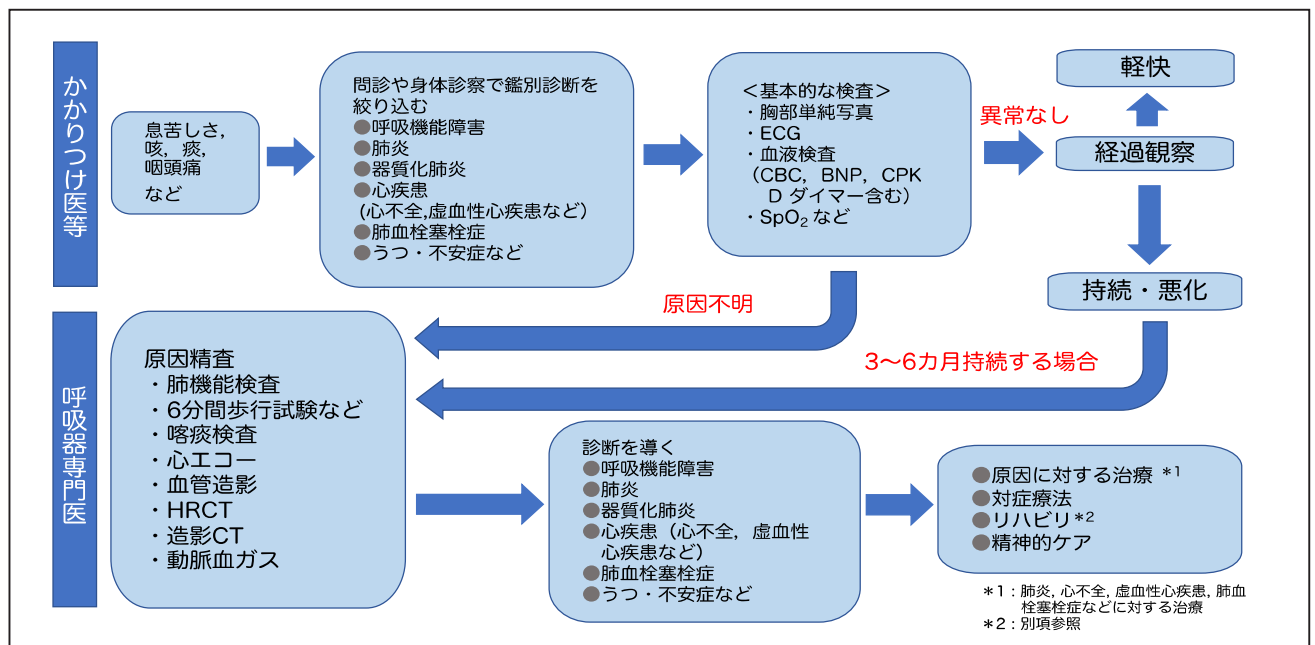 かかりつけ医等
息苦しさ,
咳,痰,
咽頭痛
など
問診や身体診察で鑑別診断を
絞り込む
●呼吸機能障害
●肺炎
●器質化肺炎
●心疾患
(心不全,虚血性心疾患など)
●肺血栓塞栓症
●うつ・不安症など
＜基本的な検査＞
・胸部単純写真
・ECG
・血液検査
（CBC, BNP, CPK
D ダイマー含む）
・SpO₂ など
異常なし
軽快
経過観察
持続・悪化
原因不明
3〜6カ月持続する場合
呼吸器専門医
原因精査
・肺機能検査
・6分間歩行試験など
・喀痰検査
・心エコー
・血管造影
・HRCT
・造影CT
・動脈血ガス
診断を導く
●呼吸機能障害
●肺炎
●器質化肺炎
●心疾患（心不全, 虚血性
心疾患など）
●肺血栓塞栓症
●うつ・不安症など
●原因に対する治療 *1
●対症療法
●リハビリ*2
●精神的ケア
*1：肺炎, 心不全, 虚血性心疾患, 肺血
栓塞栓症などに対する治療
*2：別項参照